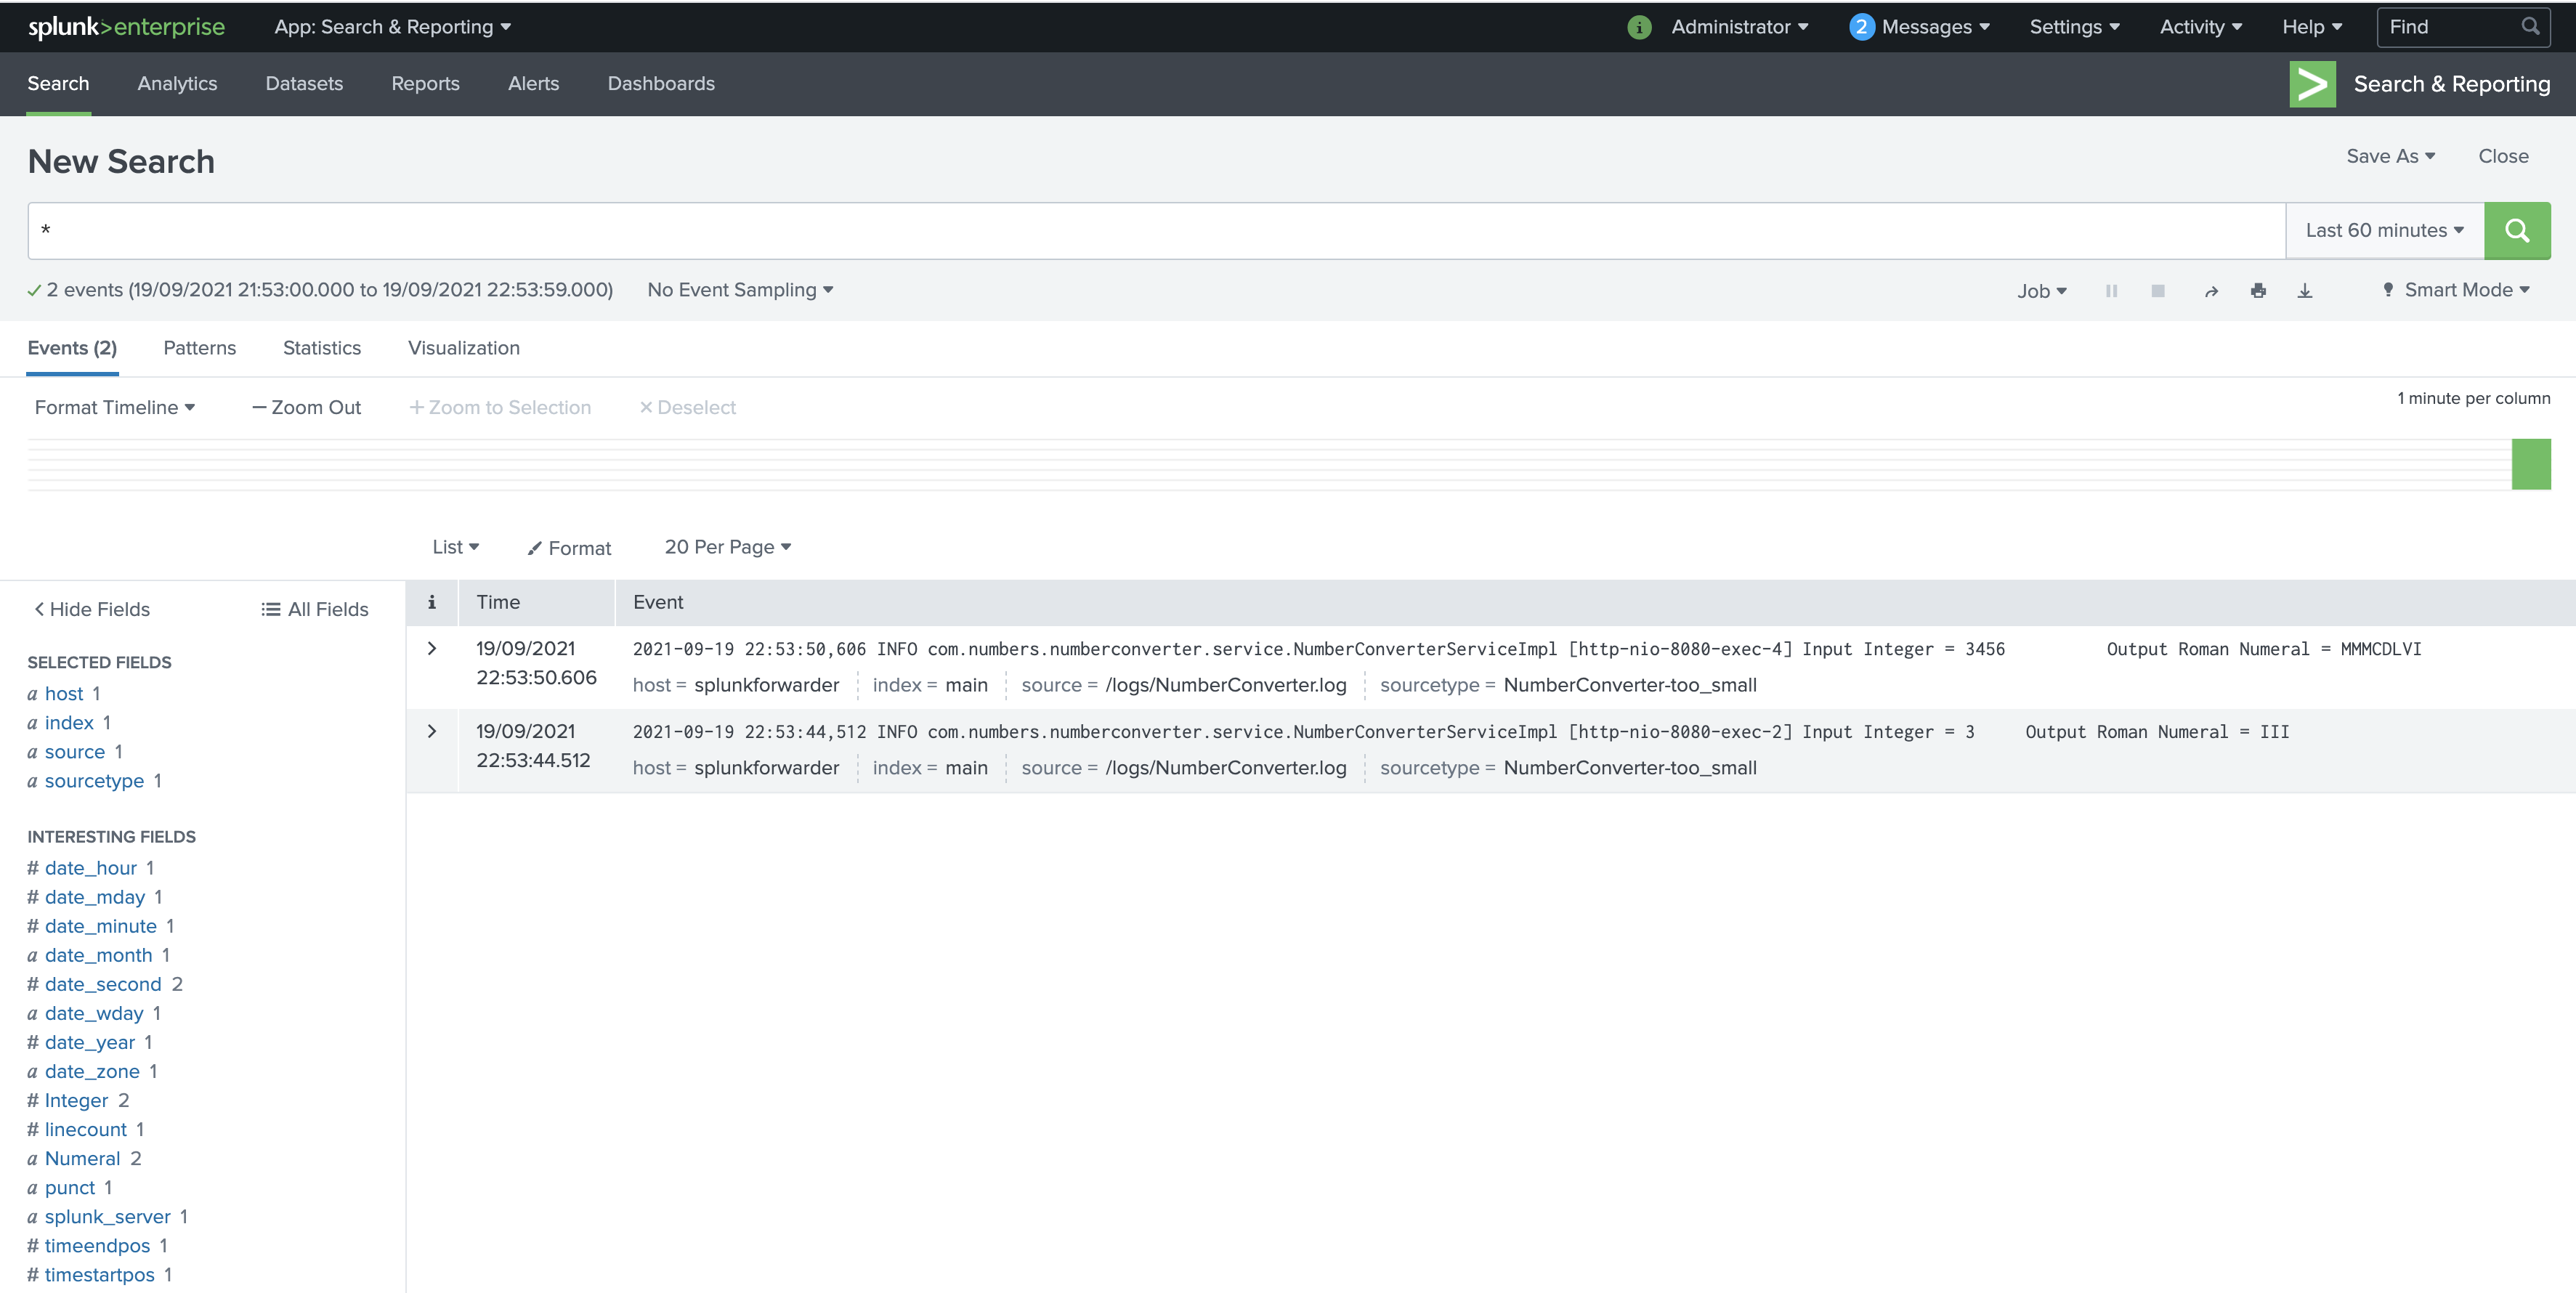 splunk>enterprise App: Search & Reporting i Administrator 2 Messages Settings Activity Help Find
Search Analytics Datasets Reports Alerts Dashboards Search & Reporting
New Search Save As Close
* Last 60 minutes
2 events (19/09/2021 21:53:00.000 to 19/09/2021 22:53:59.000) No Event Sampling Job Smart Mode
Events (2) Patterns Statistics Visualization
Format Timeline — Zoom Out + Zoom to Selection × Deselect 1 minute per column
List Format 20 Per Page
< Hide Fields All Fields
SELECTED FIELDS
a host 1
a index 1
a source 1
a sourcetype 1
INTERESTING FIELDS
# date_hour 1
# date_mday 1
# date_minute 1
a date_month 1
# date_second 2
a date_wday 1
# date_year 1
a date_zone 1
# Integer 2
# linecount 1
a Numeral 2
a punct 1
a splunk_server 1
# timeendpos 1
# timestartpos 1
i Time Event
> 19/09/2021 2021-09-19 22:53:50,606 INFO com.numbers.numberconverter.service.NumberConverterServiceImpl [http-nio-8080-exec-4] Input Integer = 3456 Output Roman Numeral = MMMCDLVI
22:53:50.606 host = splunkforwarder index = main source = /logs/NumberConverter.log sourcetype = NumberConverter-too_small
> 19/09/2021 2021-09-19 22:53:44,512 INFO com.numbers.numberconverter.service.NumberConverterServiceImpl [http-nio-8080-exec-2] Input Integer = 3 Output Roman Numeral = III
22:53:44.512 host = splunkforwarder index = main source = /logs/NumberConverter.log sourcetype = NumberConverter-too_small